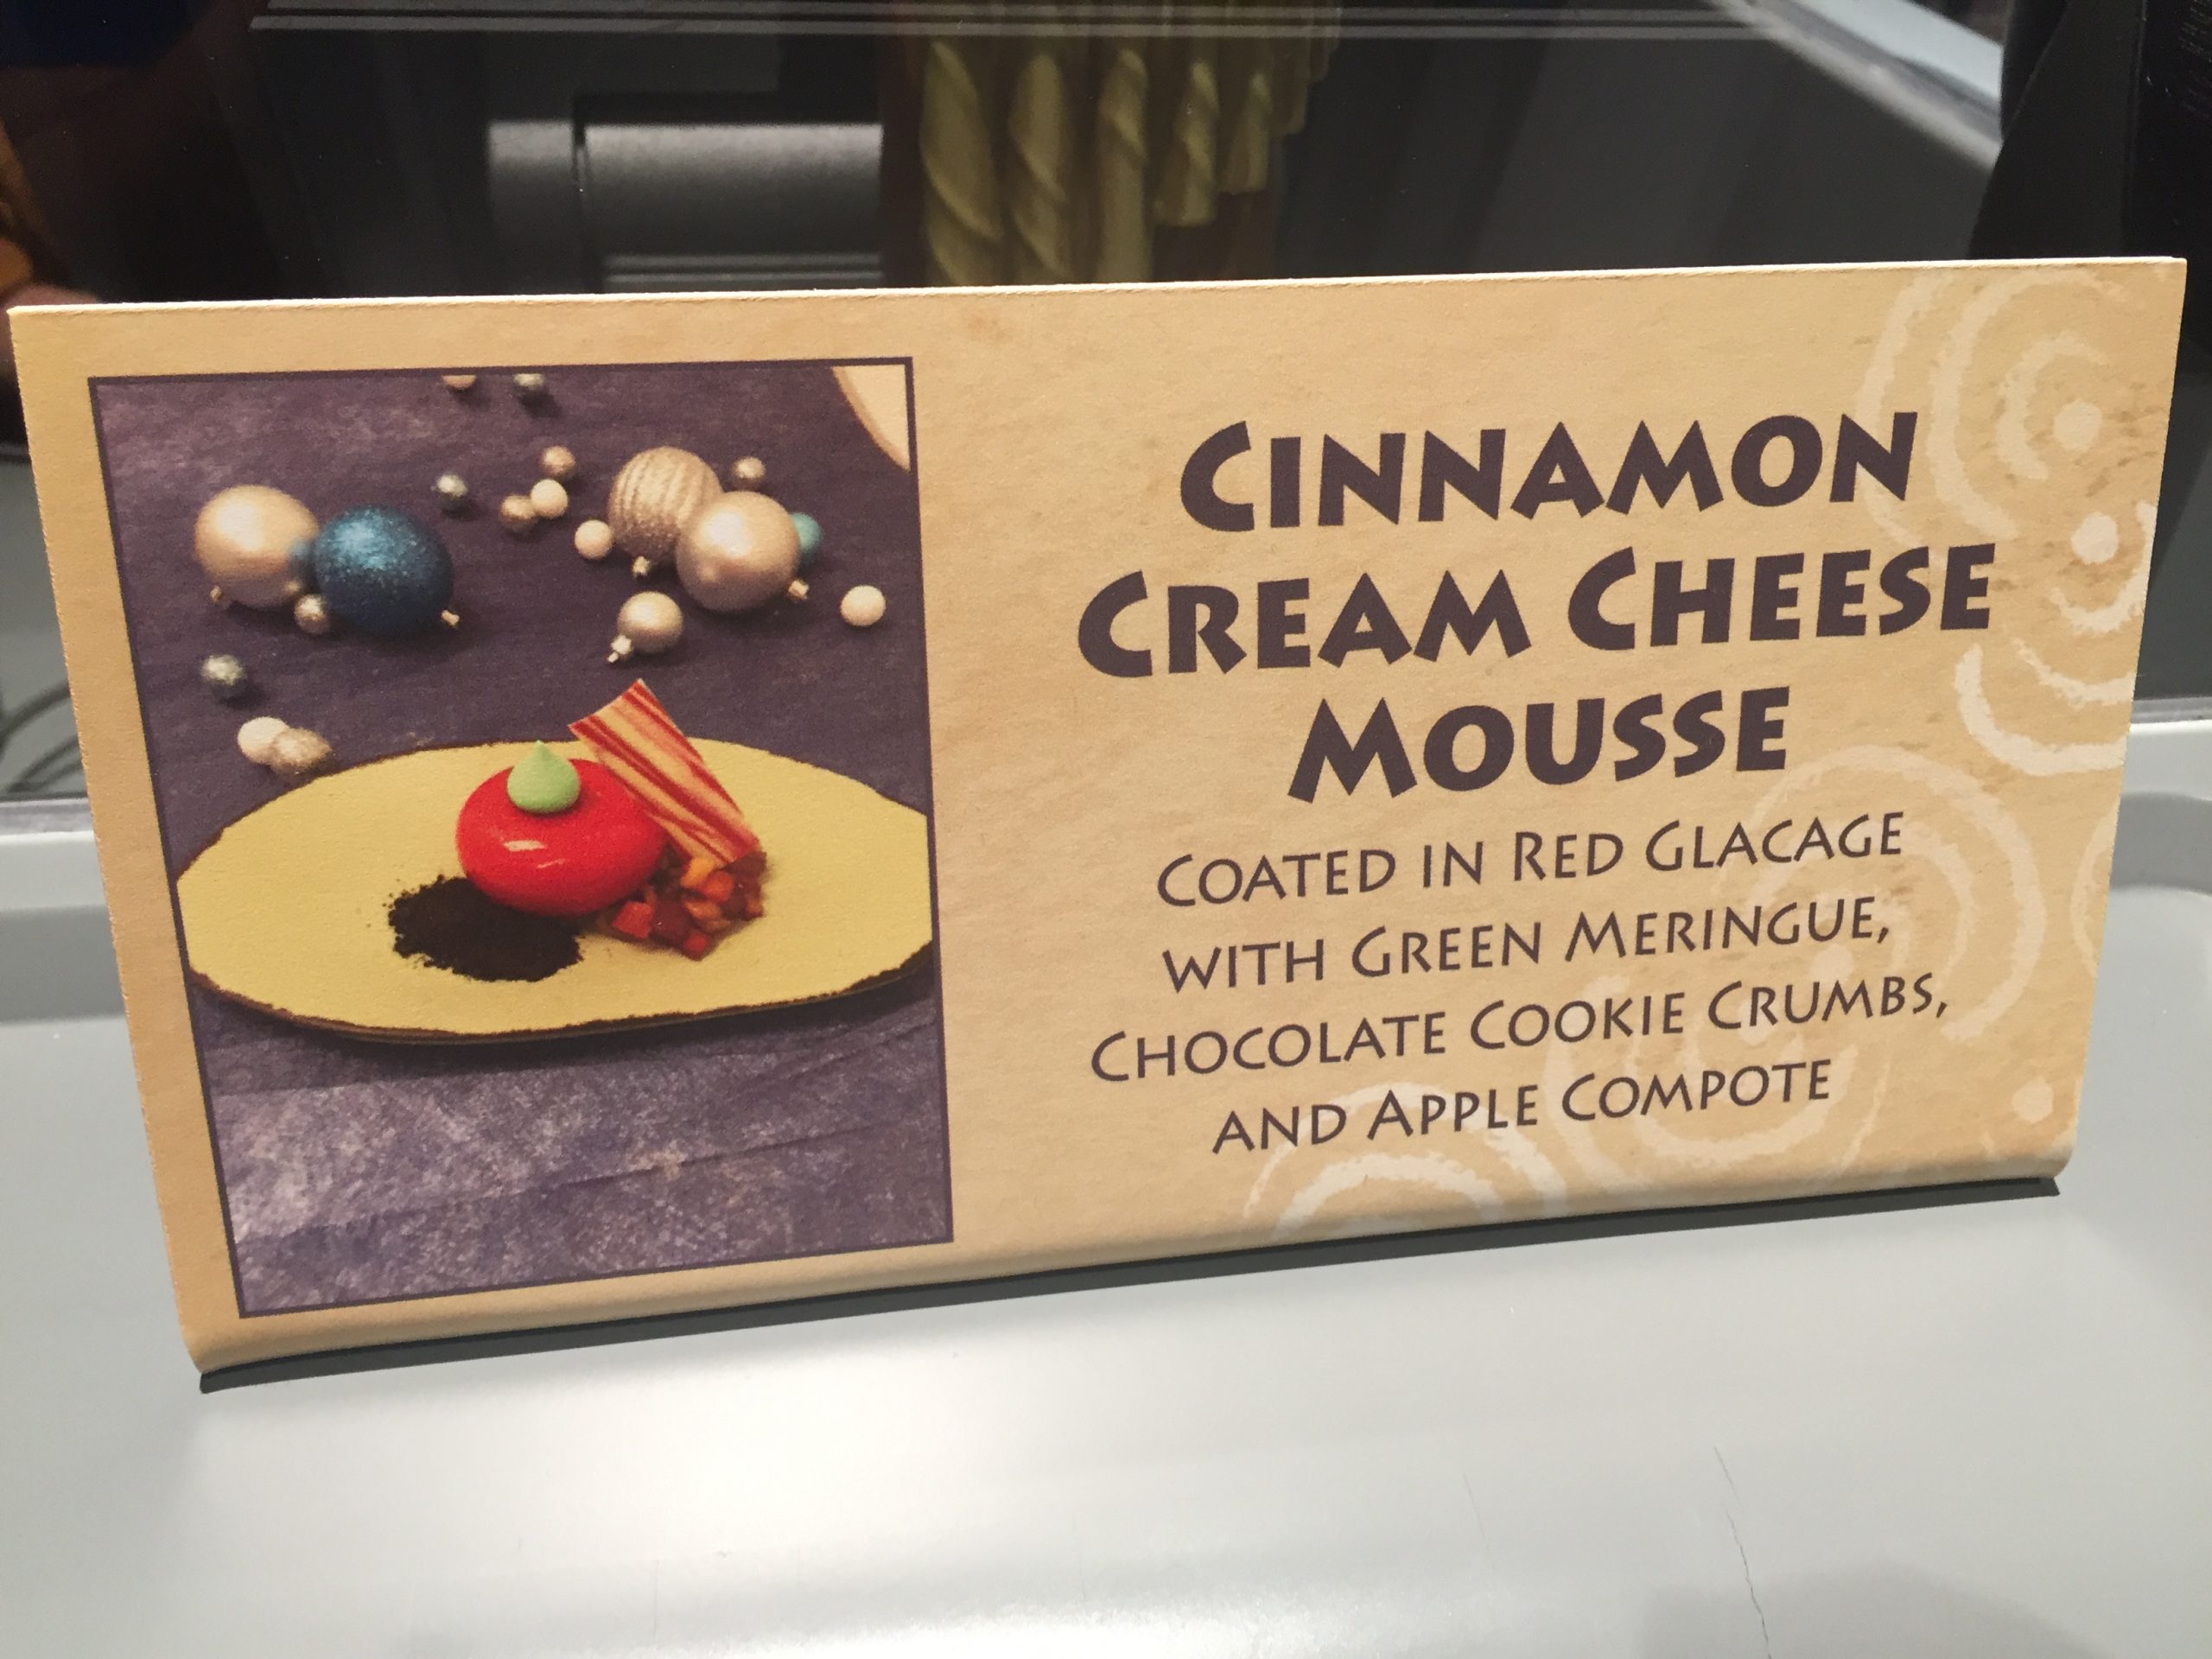 CINNAMON
CREAM CHEESE
MOUSSE
COATED IN RED GLACAGE
WITH GREEN MERINGUE,
CHOCOLATE COOKIE CRUMBS,
AND APPLE COMPOTE